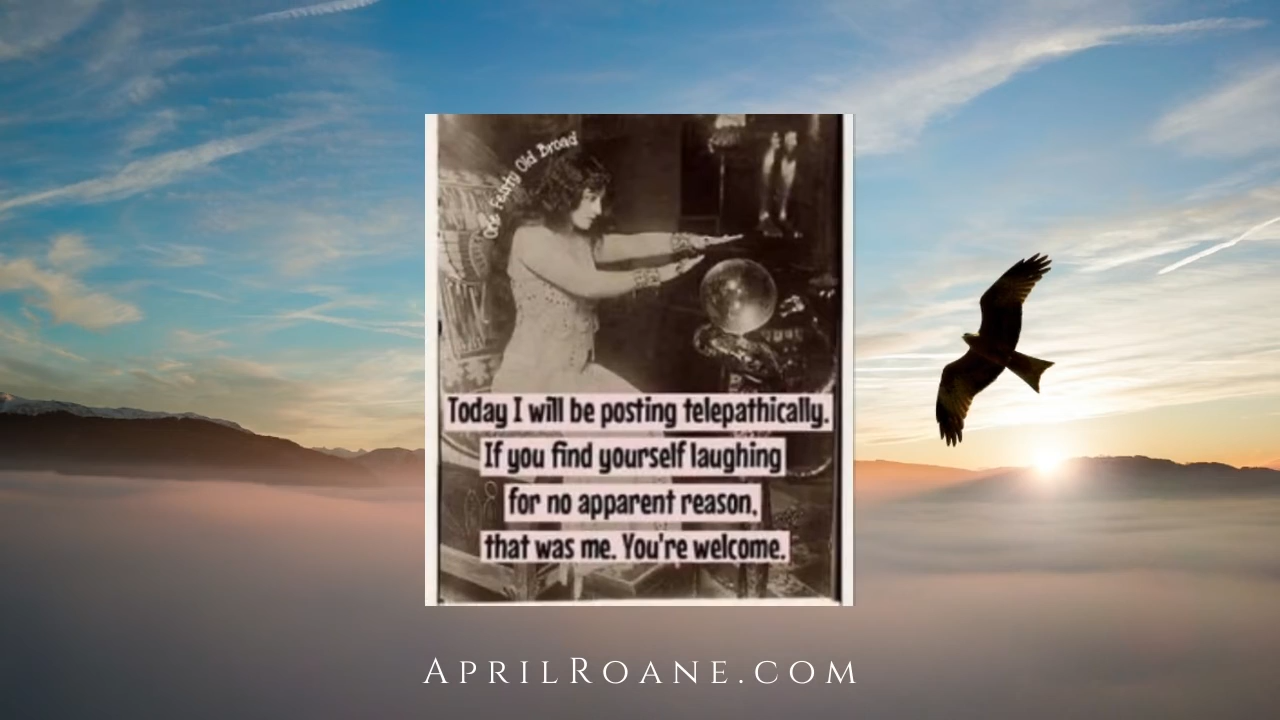 One Feisty Old Broad
Today I will be posting telepathically.
If you find yourself laughing
for no apparent reason,
that was me. You're welcome.
AprilRoane.com